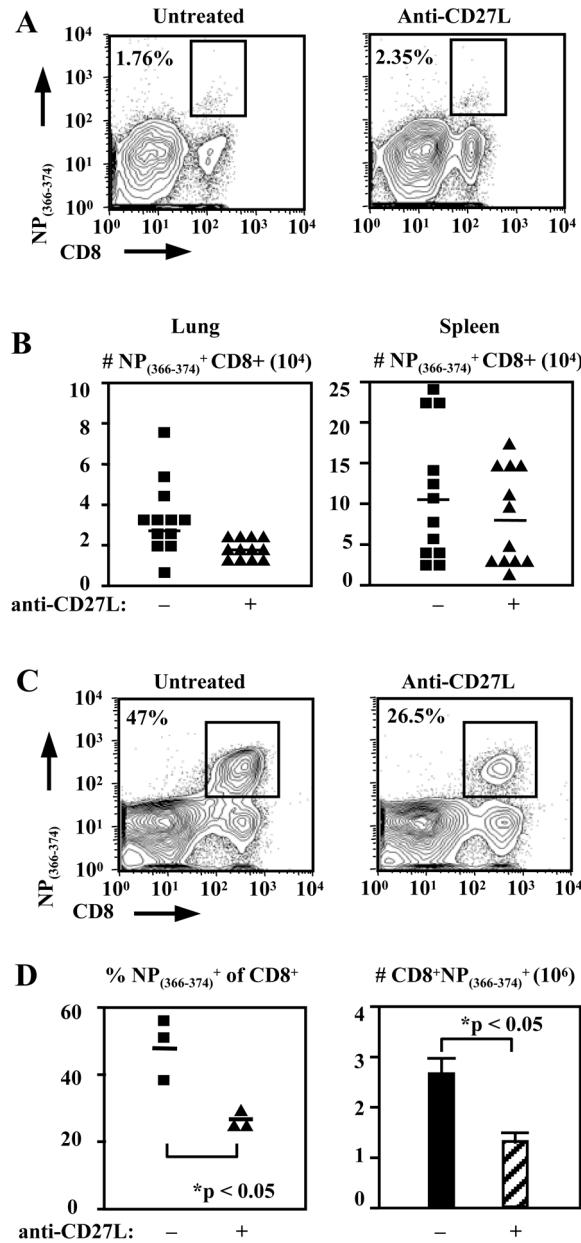 A
Untreated
Anti-CD27L
10⁴
10³
10²
10¹
10⁰
1.76%
2.35%
NP(366-374)
10⁰ 10¹ 10² 10³ 10⁴
10⁰ 10¹ 10² 10³ 10⁴
CD8
B
Lung
Spleen
# NP(366-374)⁺ CD8+ (10⁴)
# NP(366-374)⁺ CD8+ (10⁴)
10
8
6
4
2
0
25
20
15
10
5
0
anti-CD27L: – +
– +
C
Untreated
Anti-CD27L
10⁴
10³
10²
10¹
10⁰
47%
26.5%
NP(366-374)
10⁰ 10¹ 10² 10³ 10⁴
10⁰ 10¹ 10² 10³ 10⁴
CD8
D
% NP(366-374)⁺ of CD8⁺
# CD8⁺NP(366-374)⁺ (10⁶)
60
40
20
0
*p < 0.05
4
3
2
1
0
*p < 0.05
anti-CD27L: – +
– +